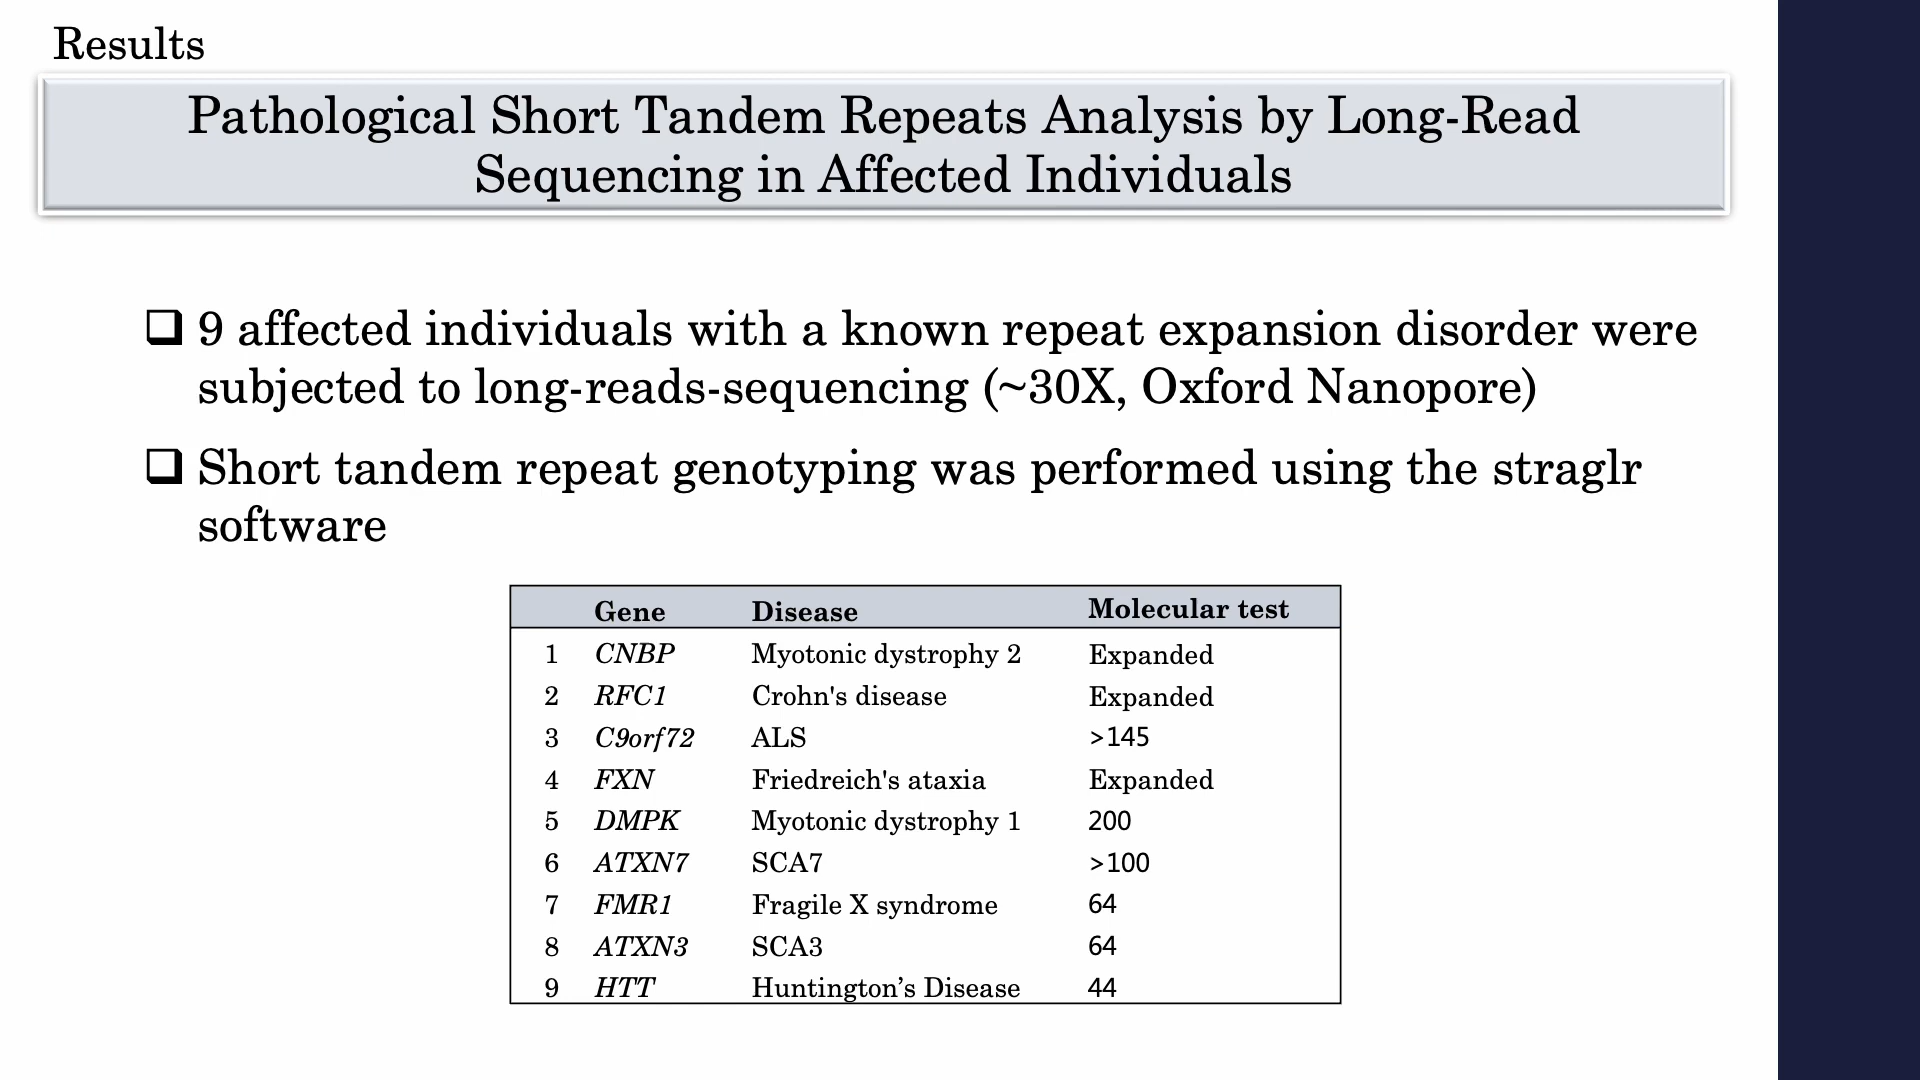 Results
Pathological Short Tandem Repeats Analysis by Long-Read
Sequencing in Affected Individuals
❑ 9 affected individuals with a known repeat expansion disorder were
subjected to long-reads-sequencing (~30X, Oxford Nanopore)
❑ Short tandem repeat genotyping was performed using the straglr
software
Gene Disease Molecular test
1 CNBP Myotonic dystrophy 2 Expanded
2 RFC1 Crohn's disease Expanded
3 C9orf72 ALS >145
4 FXN Friedreich's ataxia Expanded
5 DMPK Myotonic dystrophy 1 200
6 ATXN7 SCA7 >100
7 FMR1 Fragile X syndrome 64
8 ATXN3 SCA3 64
9 HTT Huntington’s Disease 44